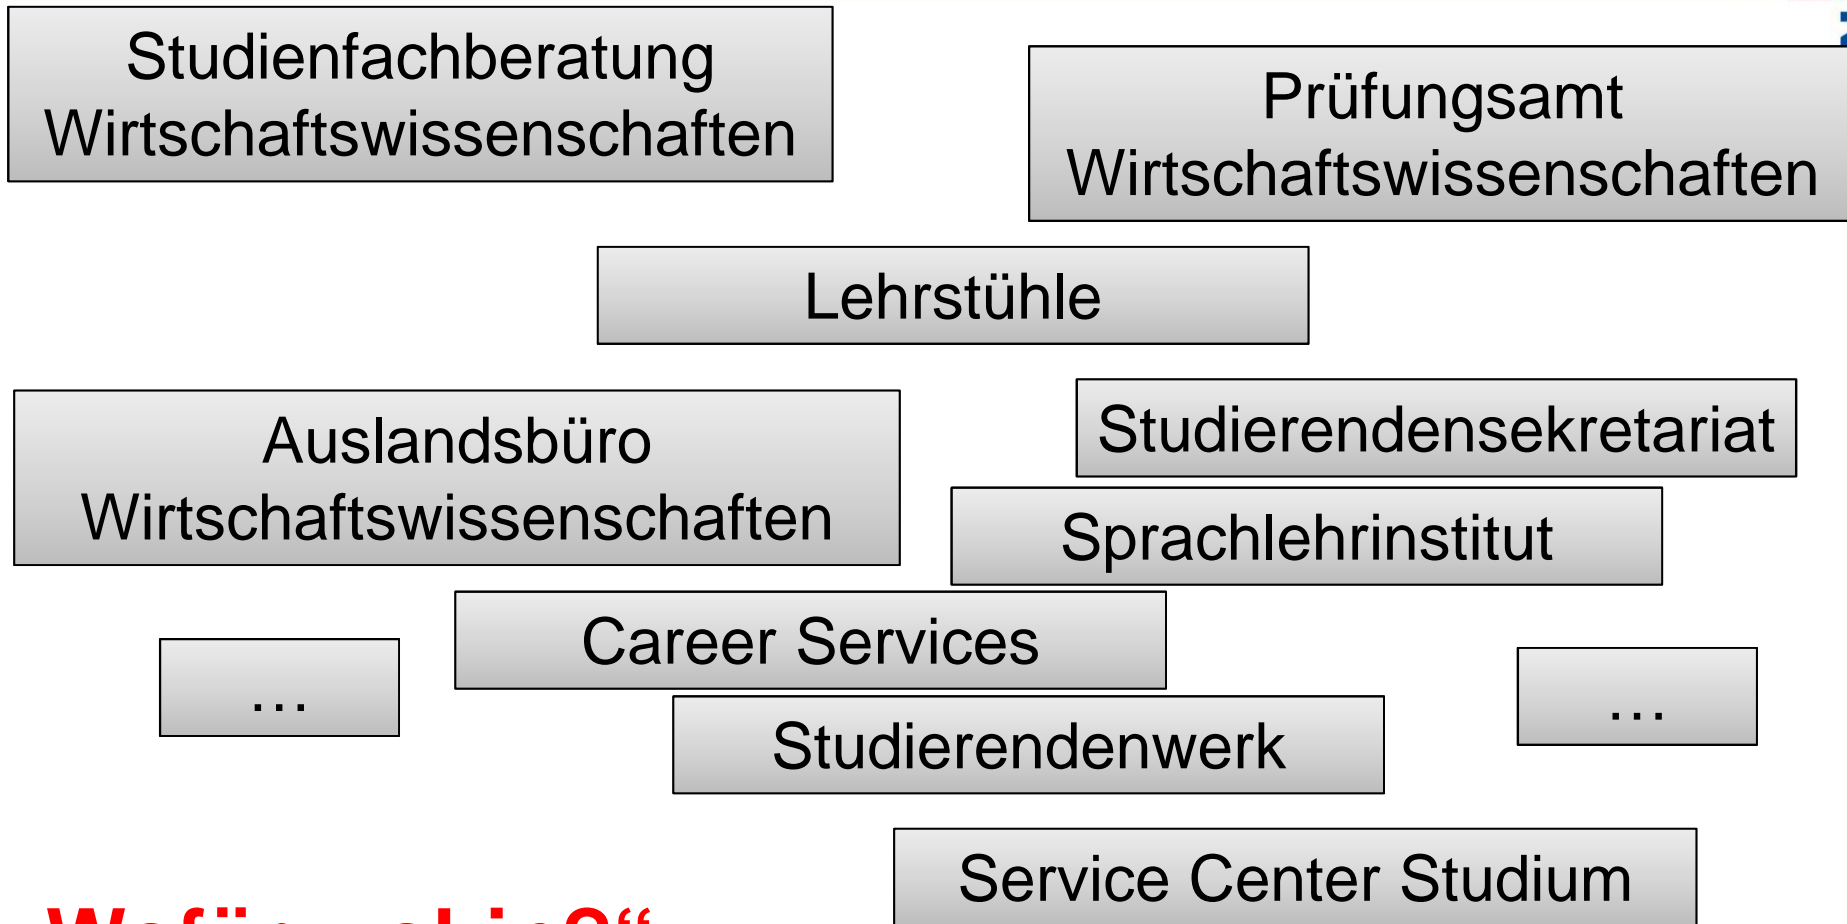 Studienfachberatung
Wirtschaftswissenschaften
Prüfungsamt
Wirtschaftswissenschaften
Lehrstühle
Auslandsbüro
Wirtschaftswissenschaften
Studierendensekretariat
Sprachlehrinstitut
Career Services
…
…
Studierendenwerk
Service Center Studium